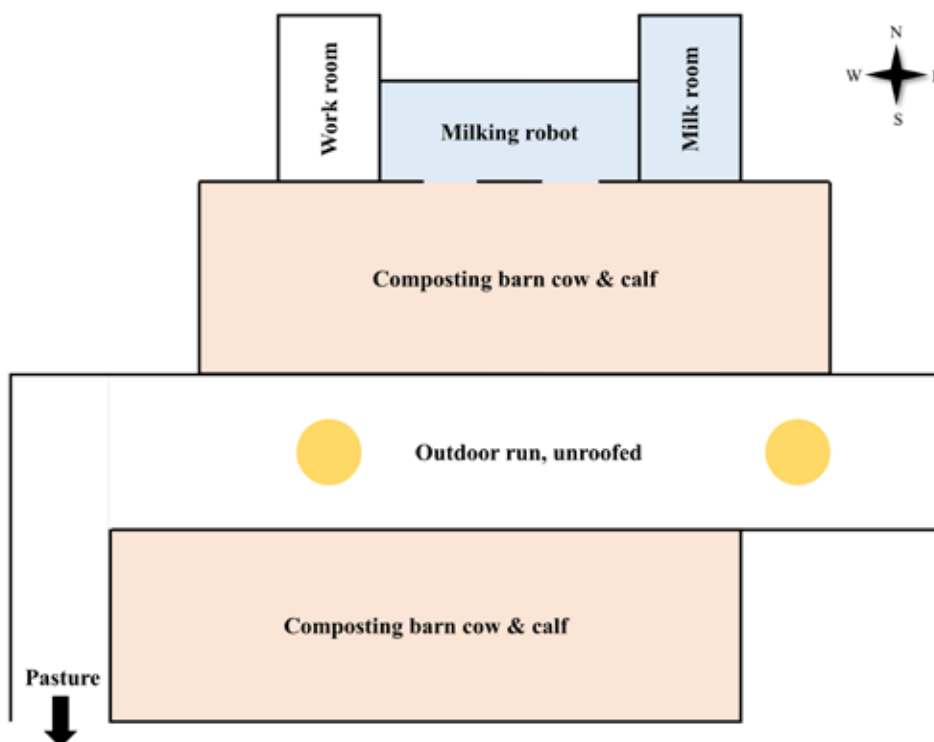 Work room
Milking robot
Milk room
N
W
S
Composting barn cow & calf
Outdoor run, unroofed
Composting barn cow & calf
Pasture